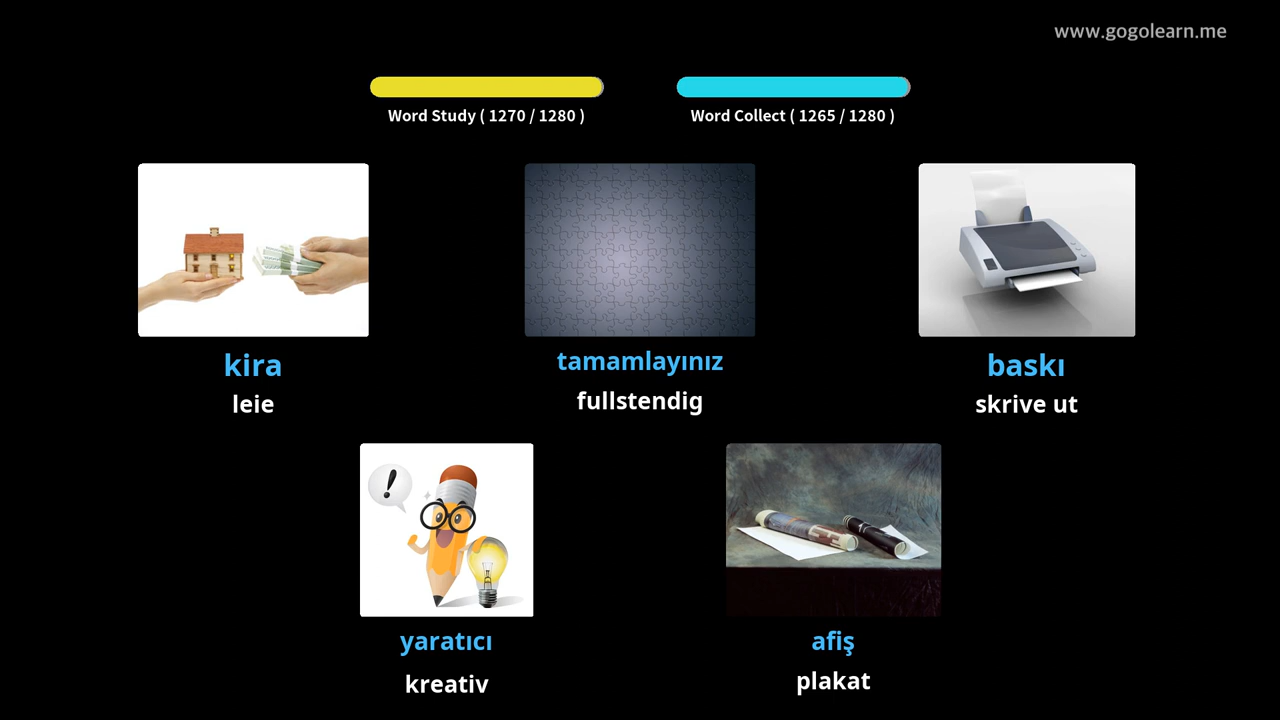 www.gogolearn.me
Word Study ( 1270 / 1280 )
Word Collect ( 1265 / 1280 )
kira
leie
tamamlayınız
fullstendig
baskı
skrive ut
yaratıcı
kreativ
afiş
plakat